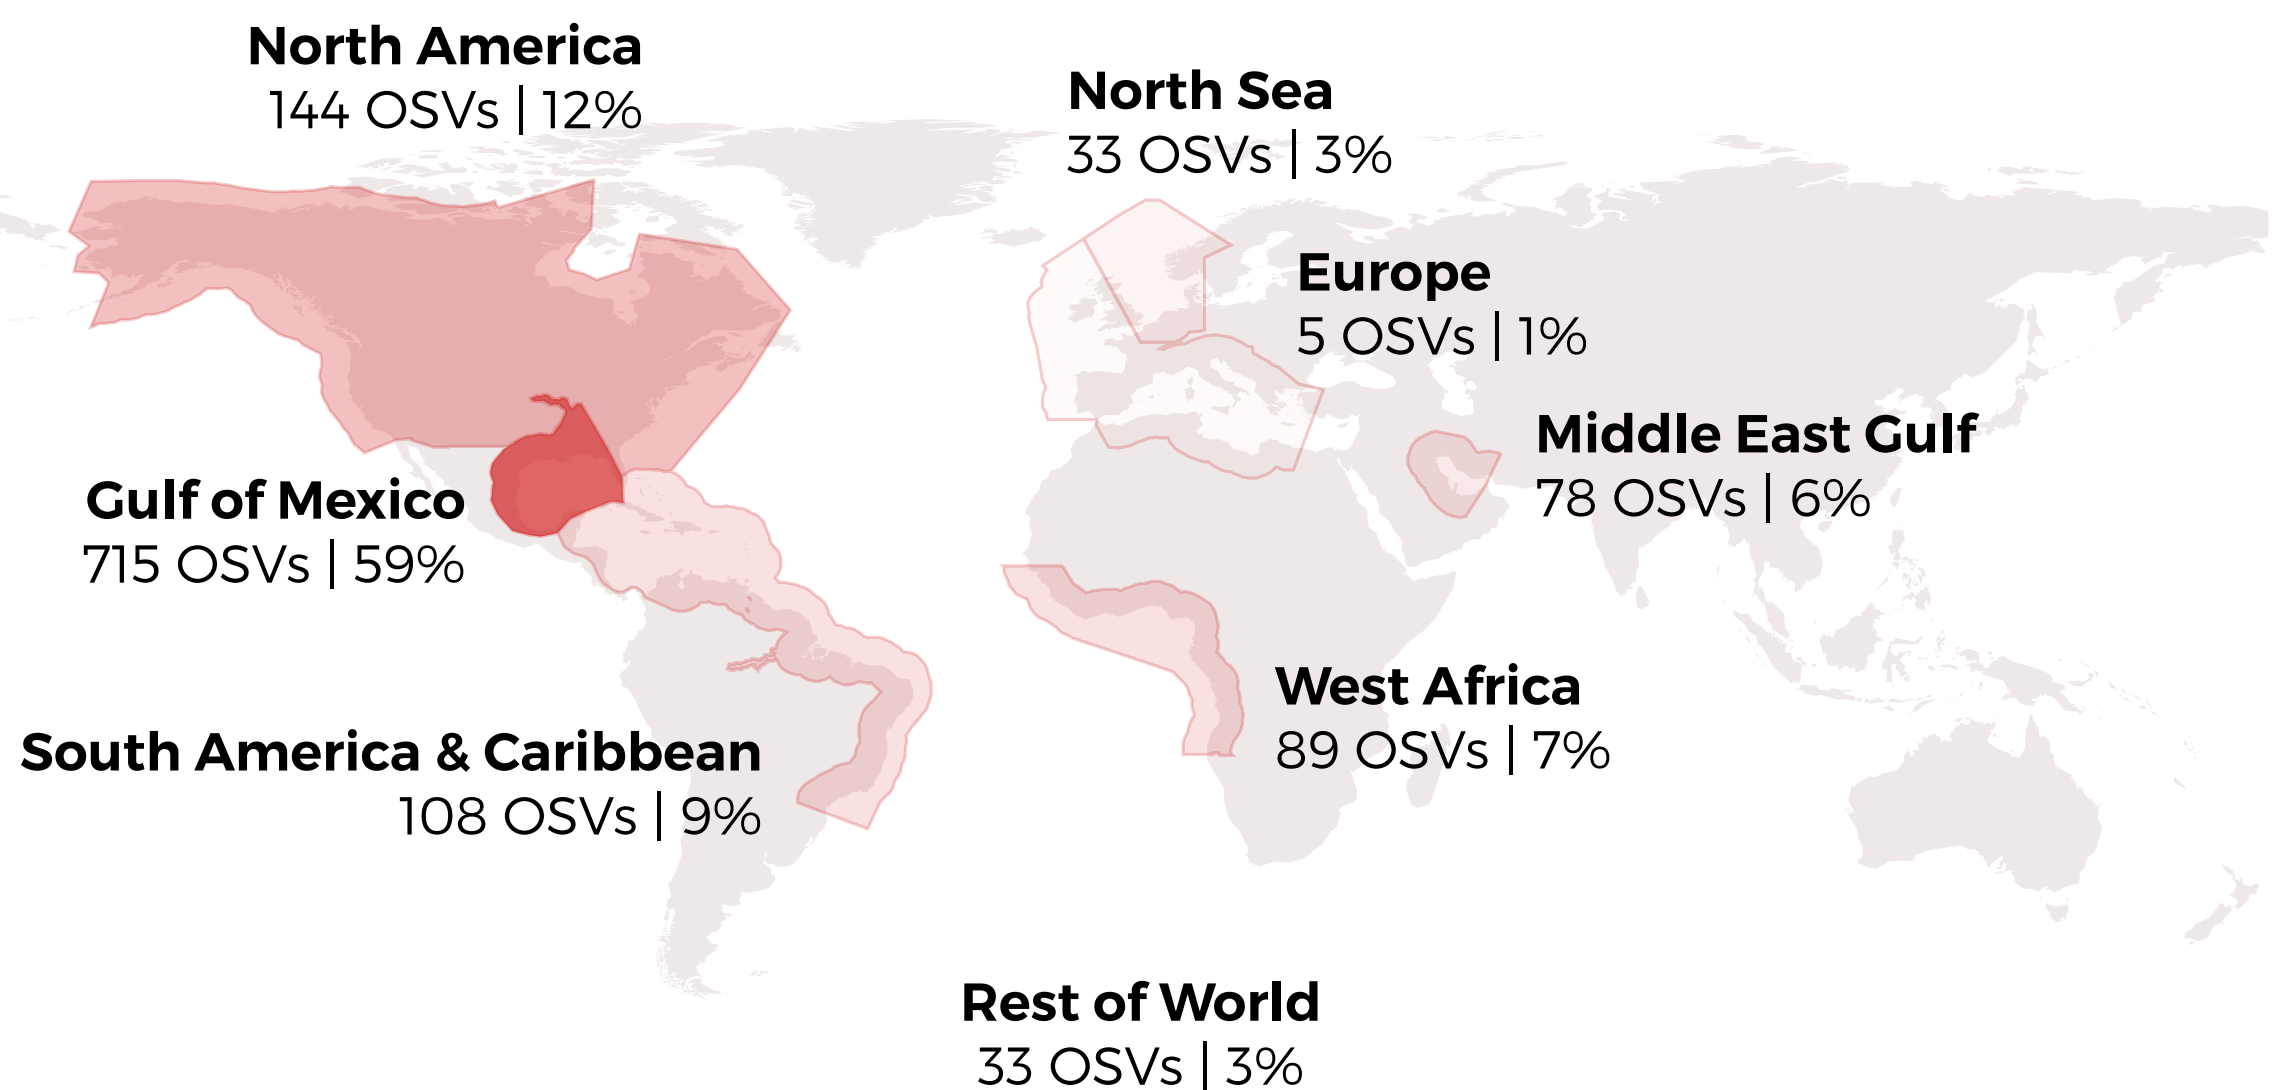 North America
144 OSVs | 12%
North Sea
33 OSVs | 3%
Europe
5 OSVs | 1%
Middle East Gulf
78 OSVs | 6%
Gulf of Mexico
715 OSVs | 59%
West Africa
89 OSVs | 7%
South America & Caribbean
108 OSVs | 9%
Rest of World
33 OSVs | 3%